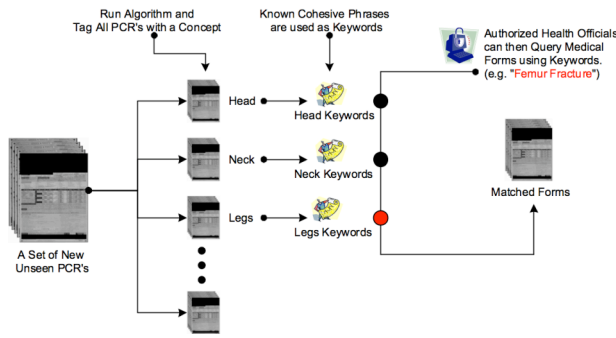 Run Algorithm and
Tag All PCR's with a Concept
Known Cohesive Phrases
are used as Keywords
Authorized Health Officials
can then Query Medical
Forms using Keywords.
(e.g. "Femur Fracture")
Head
Head Keywords
Neck
Neck Keywords
Matched Forms
Legs
Legs Keywords
A Set of New
Unseen PCR's